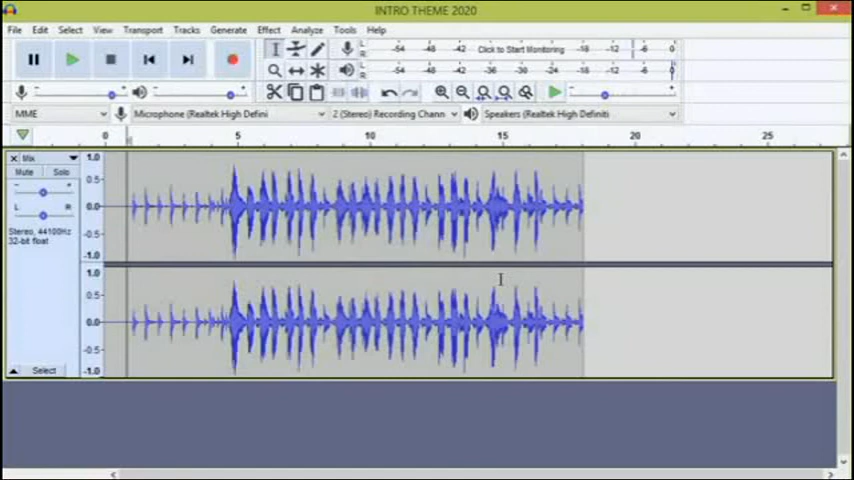 INTRO THEME 2020
File Edit Select View Transport Tracks Generate Effect Analyze Tools Help
L R -54 -48 -42 Click to Start Monitoring -18 -12 -6 0
L R -54 -48 -42 -36 -30 -24 -18 -12 -6 0
MME Microphone (Realtek High Defini 2 (Stereo) Recording Chann Speakers (Realtek High Definiti
0 5 10 15 20 25
Mix 1.0
Mute Solo
- + 0.5
L R 0.0
Stereo, 44100Hz
32-bit float -0.5
-1.0
1.0
0.5
0.0
-0.5
Select -1.0